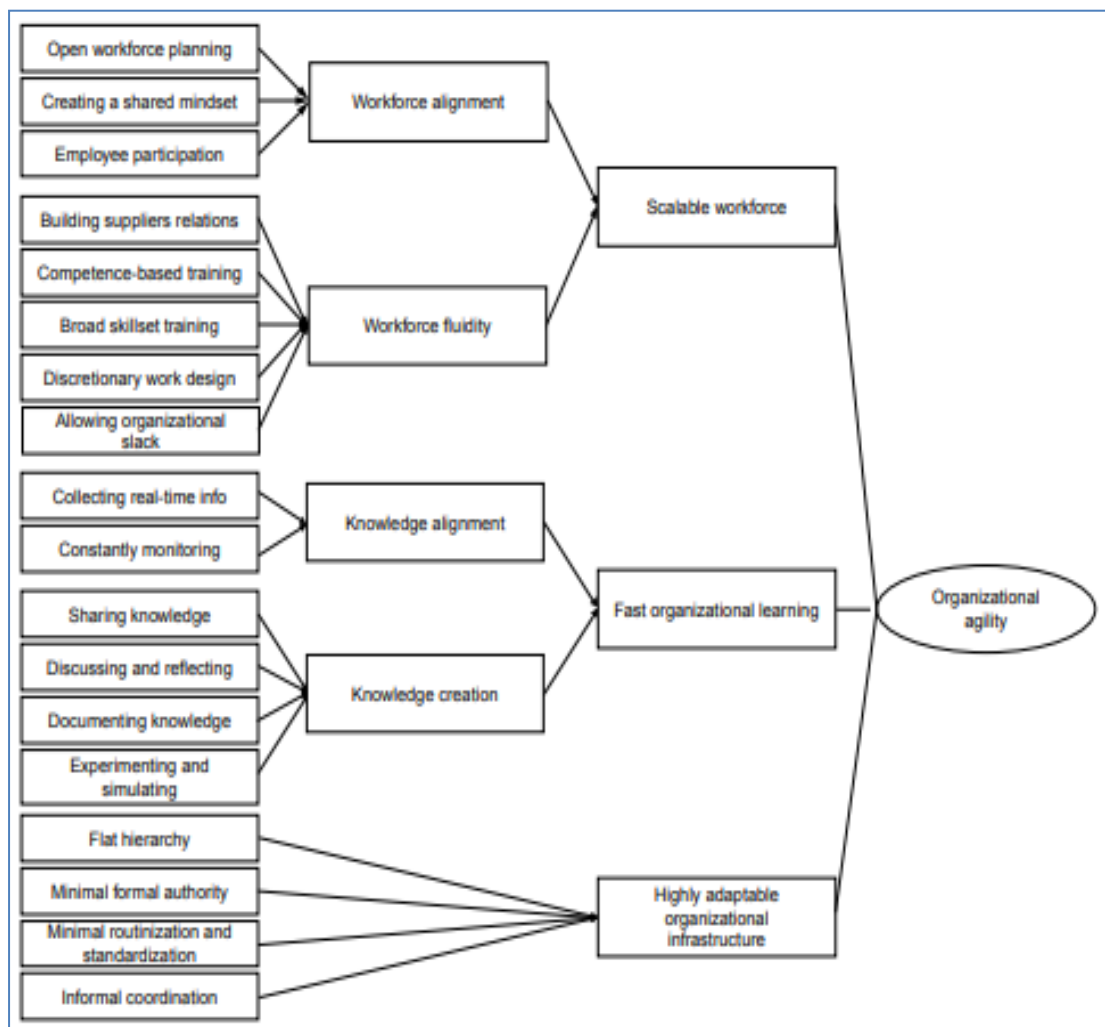 Open workforce planning
Creating a shared mindset
Employee participation
Workforce alignment
Building suppliers relations
Competence-based training
Broad skillset training
Discretionary work design
Allowing organizational
slack
Workforce fluidity
Scalable workforce
Collecting real-time info
Constantly monitoring
Knowledge alignment
Sharing knowledge
Discussing and reflecting
Documenting knowledge
Experimenting and
simulating
Knowledge creation
Fast organizational learning
Flat hierarchy
Minimal formal authority
Minimal routinization and
standardization
Informal coordination
Highly adaptable
organizational
infrastructure
Organizational
agility